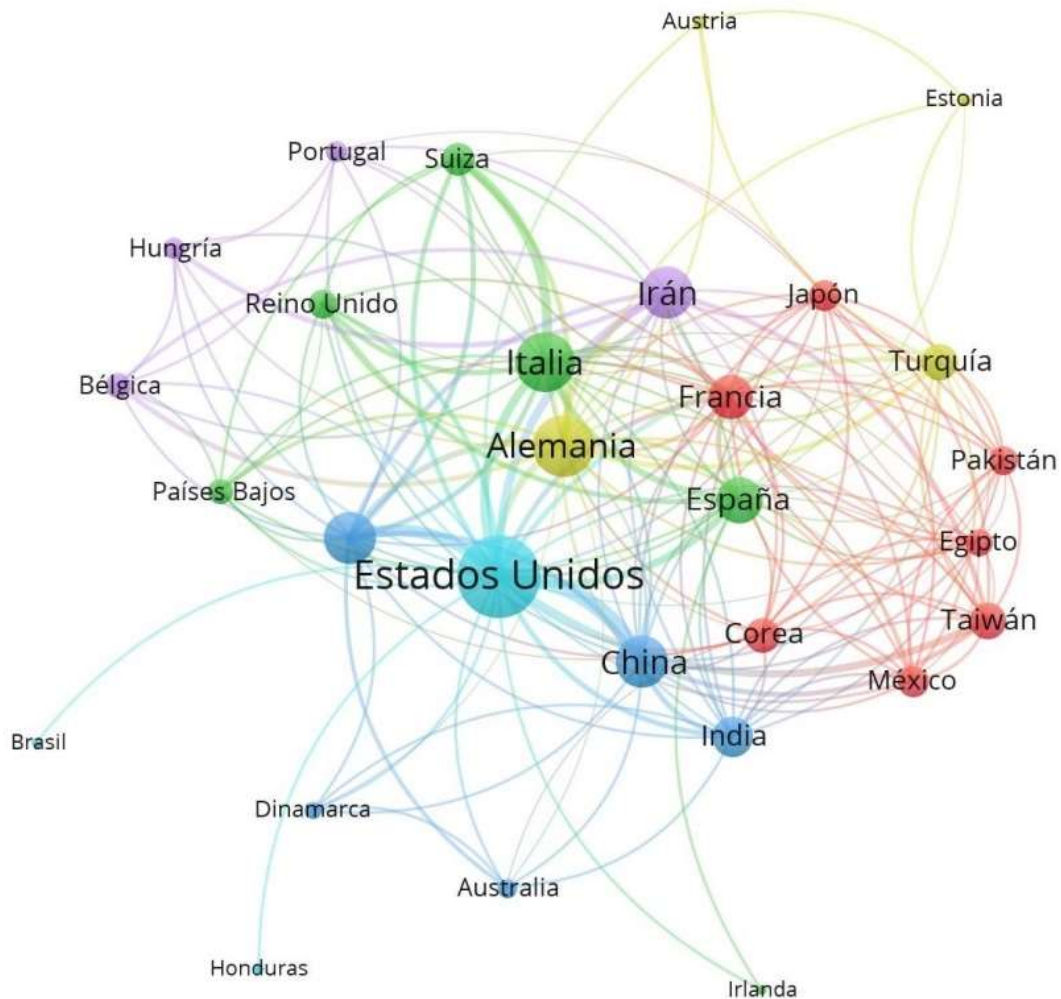 Austria
Estonia
Portugal
Suiza
Hungría
Irán
Japón
Reino Unido
Italia
Turquía
Bélgica
Francia
Alemania
Pakistán
Países Bajos
España
Egipto
Estados Unidos
Taiwán
Corea
China
México
India
Brasil
Dinamarca
Australia
Honduras
Irlanda